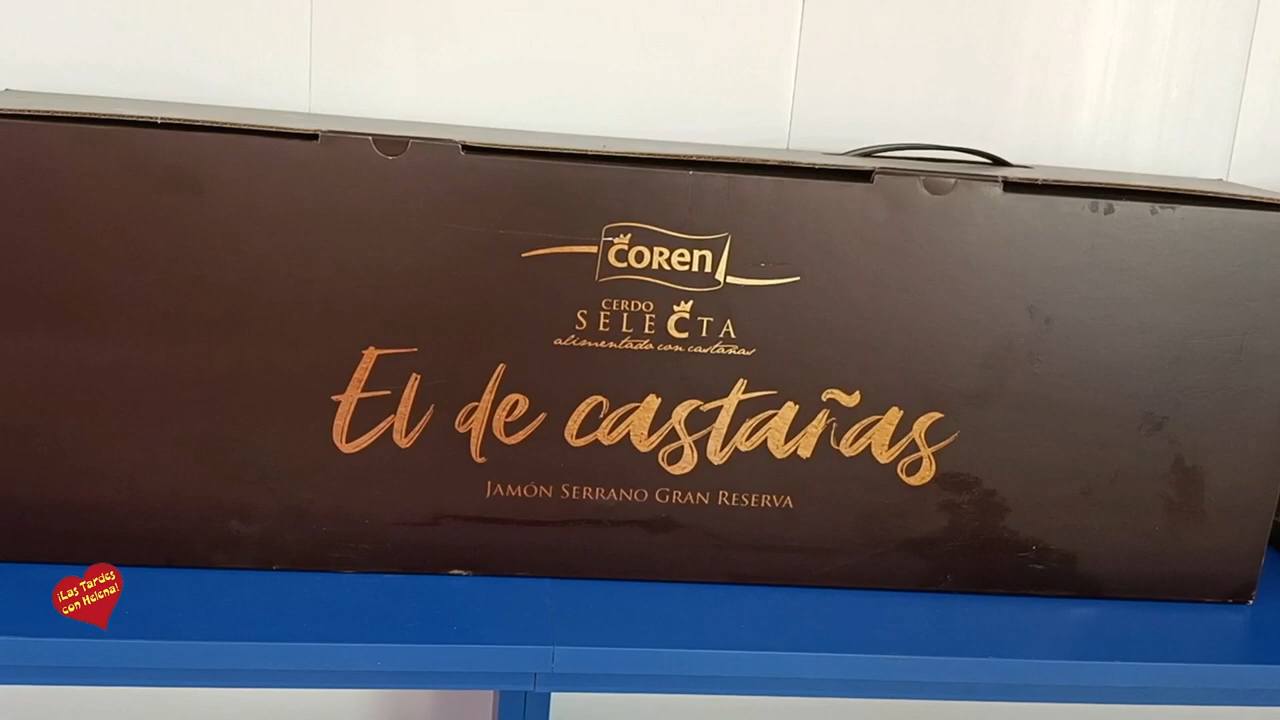 coren
CERDO
SELECTA
alimentado con castañas
El de castañas
JAMÓN SERRANO GRAN RESERVA
¡Las Tardes
con Helena!